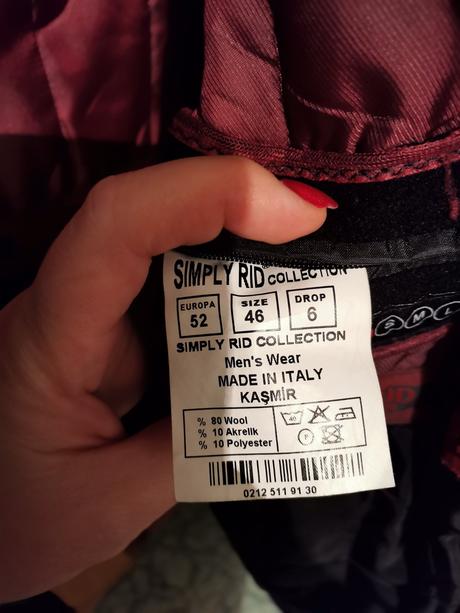 SIMPLY RID COLLECTION
EUROPA SIZE DROP
52 46 6
SIMPLY RID COLLECTION
Men's Wear
MADE IN ITALY
KAŞMİR
% 80 Wool
% 10 Akrelik
% 10 Polyester
40
P
0212 511 91 30
S M L